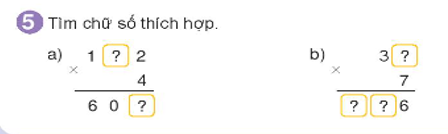 5 Tìm chữ số thích hợp.
a) 1 ? 2 b) 3 ?
× 4 × 7
6 0 ? ? ? 6